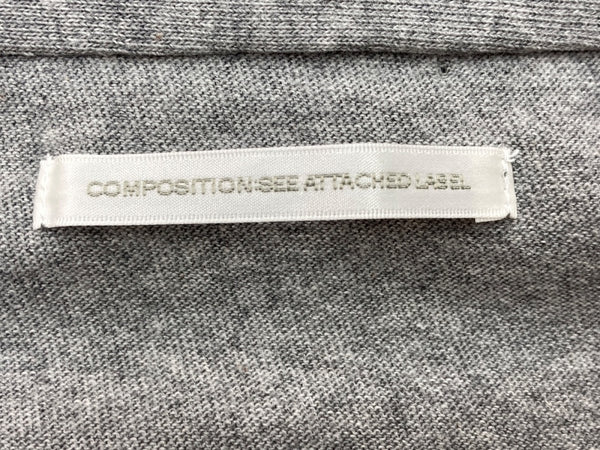 COMPOSITION:SEE ATTACHED LABEL